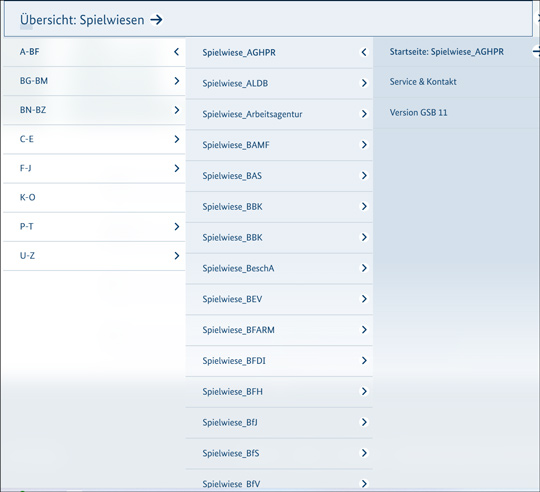 Übersicht: Spielwiesen
A-BF
BG-BM
BN-BZ
C-E
F-J
K-O
P-T
U-Z
Spielwiese_AGHPR
Spielwiese_ALDB
Spielwiese_Arbeitsagentur
Spielwiese_BAMF
Spielwiese_BAS
Spielwiese_BBK
Spielwiese_BBK
Spielwiese_BeschA
Spielwiese_BEV
Spielwiese_BFARM
Spielwiese_BFDI
Spielwiese_BFH
Spielwiese_BfJ
Spielwiese_BfS
Spielwiese_BfV
Startseite: Spielwiese_AGHPR
Service & Kontakt
Version GSB 11